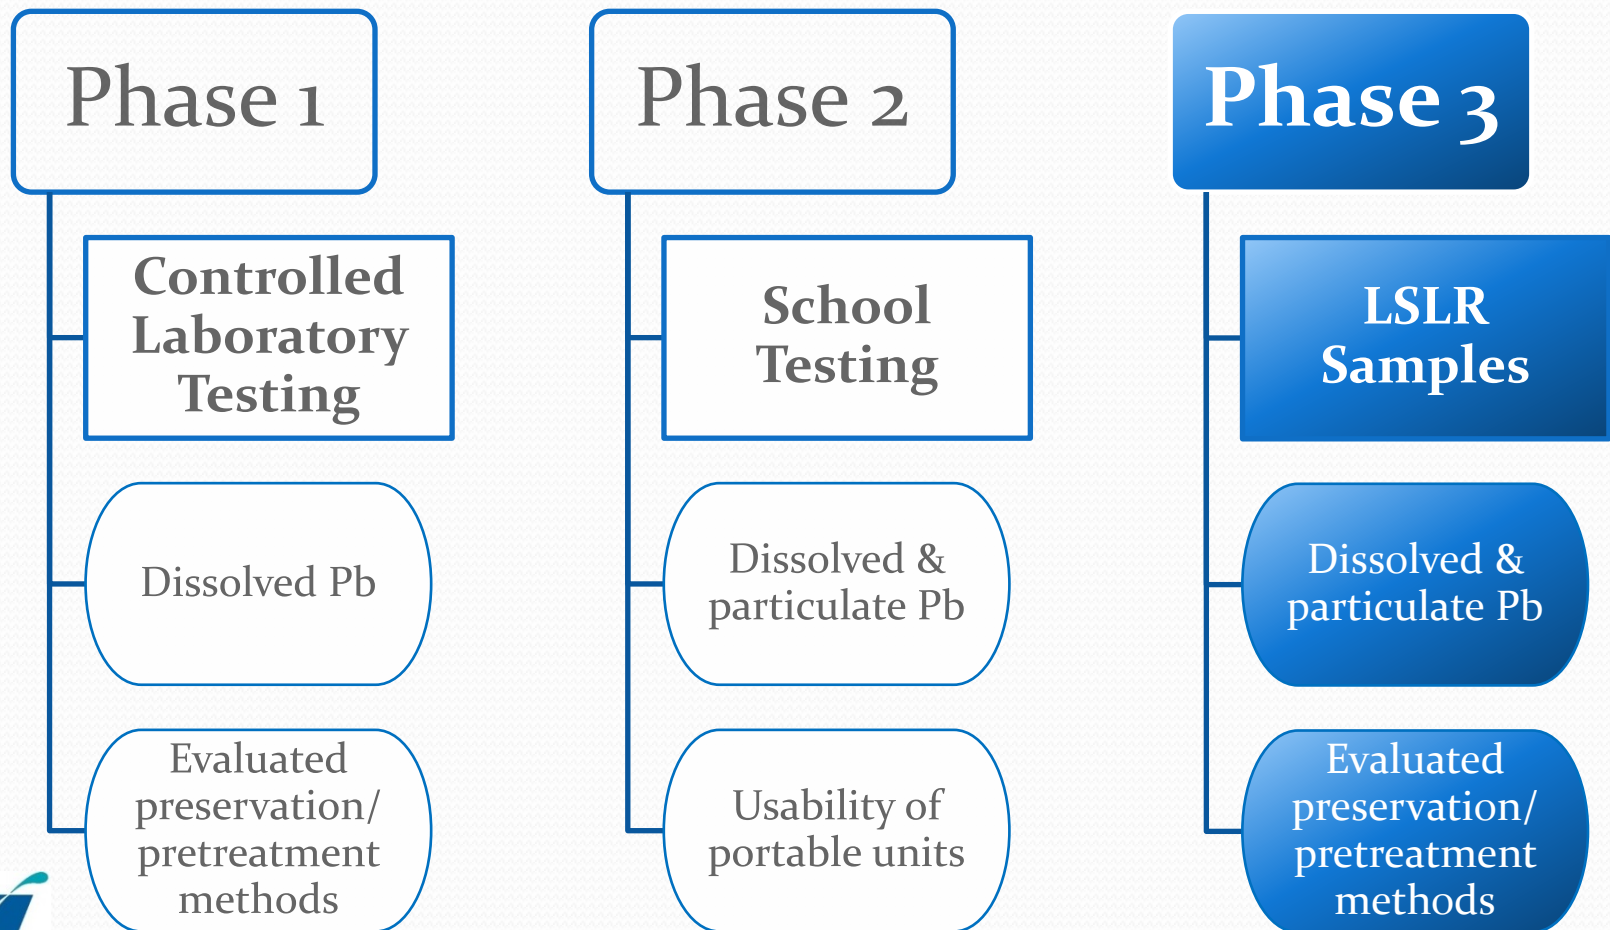 Phase 1
Controlled
Laboratory
Testing
Dissolved Pb
Evaluated
preservation/
pretreatment
methods
Phase 2
School
Testing
Dissolved &
particulate Pb
Usability of
portable units
Phase 3
LSLR
Samples
Dissolved &
particulate Pb
Evaluated
preservation/
pretreatment
methods